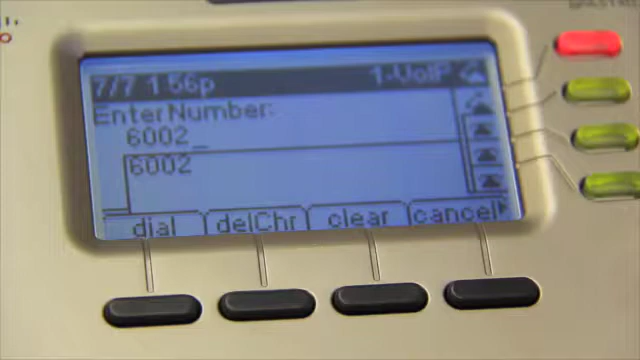 7/7 1:56p 1-VoIP
Enter Number:
6002_
6002
dial delChr clear cancel